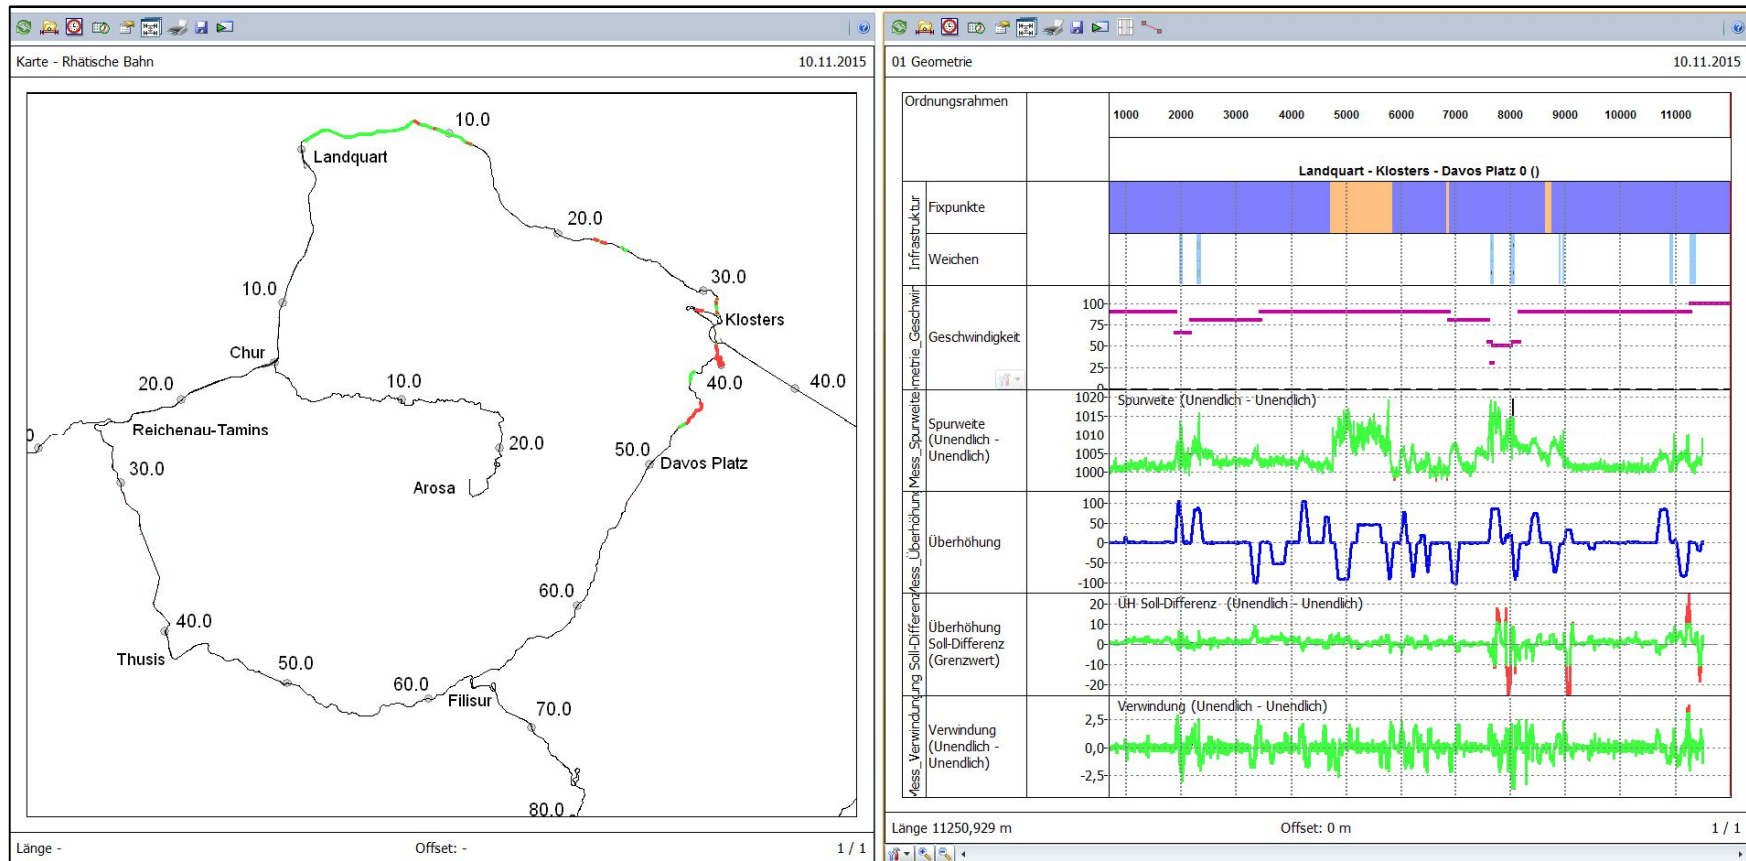 Karte - Rhätische Bahn
10.11.2015
10.0
Landquart
20.0
30.0
10.0
Klosters
Chur
40.0
40.0
20.0
10.0
Reichenau-Tamins
20.0
50.0
Davos Platz
30.0
Arosa
60.0
40.0
Thusis
50.0
60.0
Filisur
70.0
80.0
Länge -
Offset: -
1 / 1
01 Geometrie
10.11.2015
Ordnungsrahmen
1000 2000 3000 4000 5000 6000 7000 8000 9000 10000 11000
Landquart - Klosters - Davos Platz 0 ()
Infrastruktur
Fixpunkte
Weichen
ometrie_Geschwin
Geschwindigkeit
100
75
50
25
0
Mess_Spurweite
Spurweite
(Unendlich -
Unendlich)
Spurweite (Unendlich - Unendlich)
1020
1015
1010
1005
1000
Mess_Überhöhung
Überhöhung
100
50
0
-50
-100
Soll-Differenz
Überhöhung
Soll-Differenz
(Grenzwert)
ÜH Soll-Differenz (Unendlich - Unendlich)
20
10
0
-10
-20
Mess_Verwindung
Verwindung
(Unendlich -
Unendlich)
Verwindung (Unendlich - Unendlich)
2,5
0,0
-2,5
Länge 11250,929 m
Offset: 0 m
1 / 1